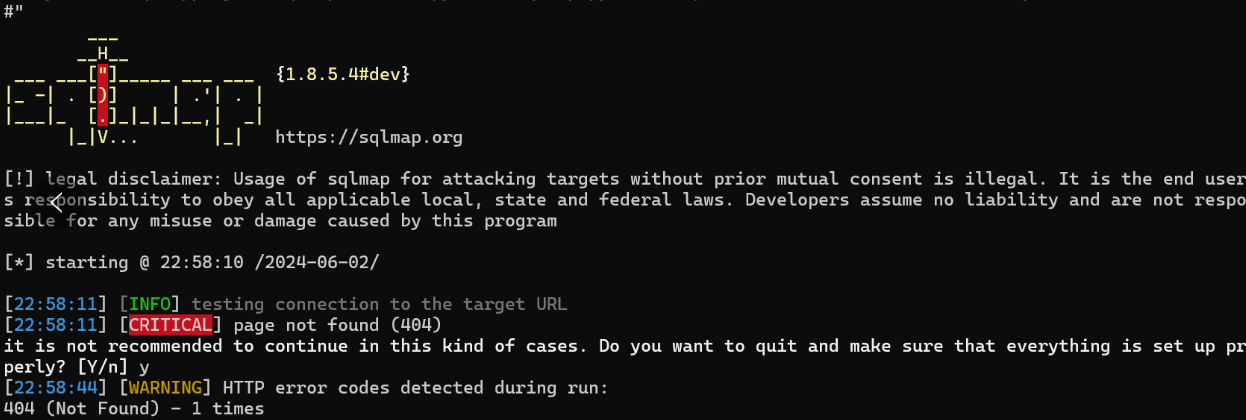 #"
        ___
       __H__
 ___ ___["]_____ ___ ___  {1.8.5.4#dev}
|_ -| . [)]     | .'| . |
|___|_  [.]_|_|_|__,|  _|
      |_|V...       |_|   https://sqlmap.org
[!] legal disclaimer: Usage of sqlmap for attacking targets without prior mutual consent is illegal. It is the end user
s responsibility to obey all applicable local, state and federal laws. Developers assume no liability and are not respo
sible for any misuse or damage caused by this program
[*] starting @ 22:58:10 /2024-06-02/
[22:58:11] [INFO] testing connection to the target URL
[22:58:11] [CRITICAL] page not found (404)
it is not recommended to continue in this kind of cases. Do you want to quit and make sure that everything is set up pr
perly? [Y/n] y
[22:58:44] [WARNING] HTTP error codes detected during run:
404 (Not Found) - 1 times